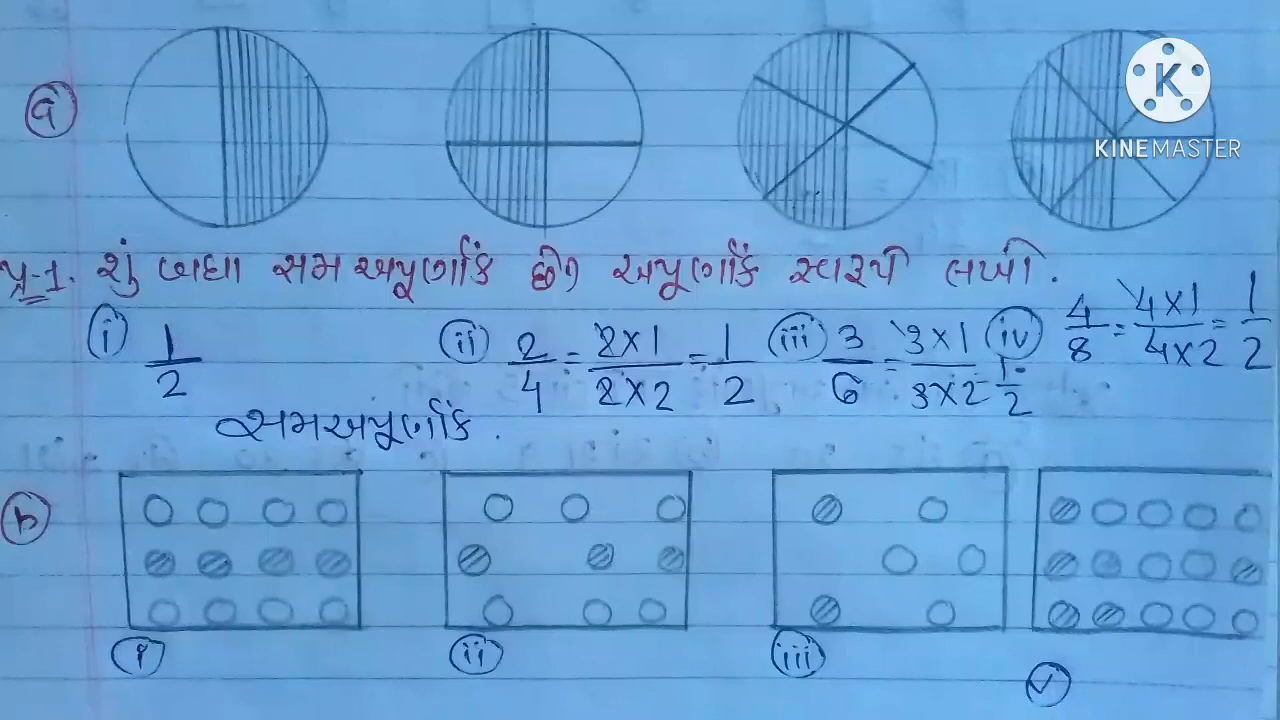 a
K
KINEMASTER
પ્ર-1. શું બધા સમઅપૂર્ણાંક છે? અપૂર્ણાંક સ્વરૂપે લખો.
i 1/2 ii 2/4 = 2×1/2×2 = 1/2 iii 3/6 = 3×1/3×2 = 1/2 iv 4/8 = 4×1/4×2 = 1/2
સમઅપૂર્ણાંક.
b
i ii iii v